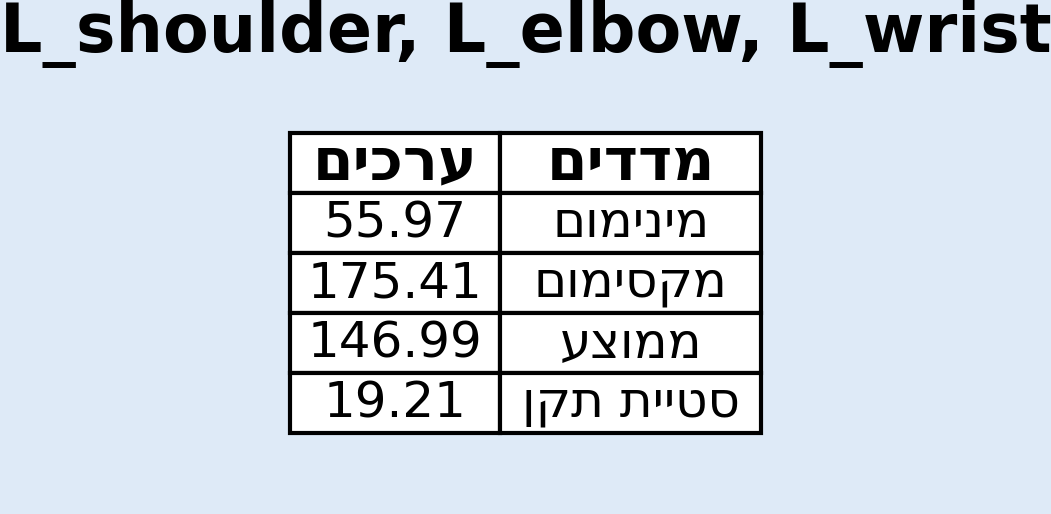 L_shoulder, L_elbow, L_wrist
מדדים ערכים
מינימום 55.97
מקסימום 175.41
ממוצע 146.99
סטיית תקן 19.21